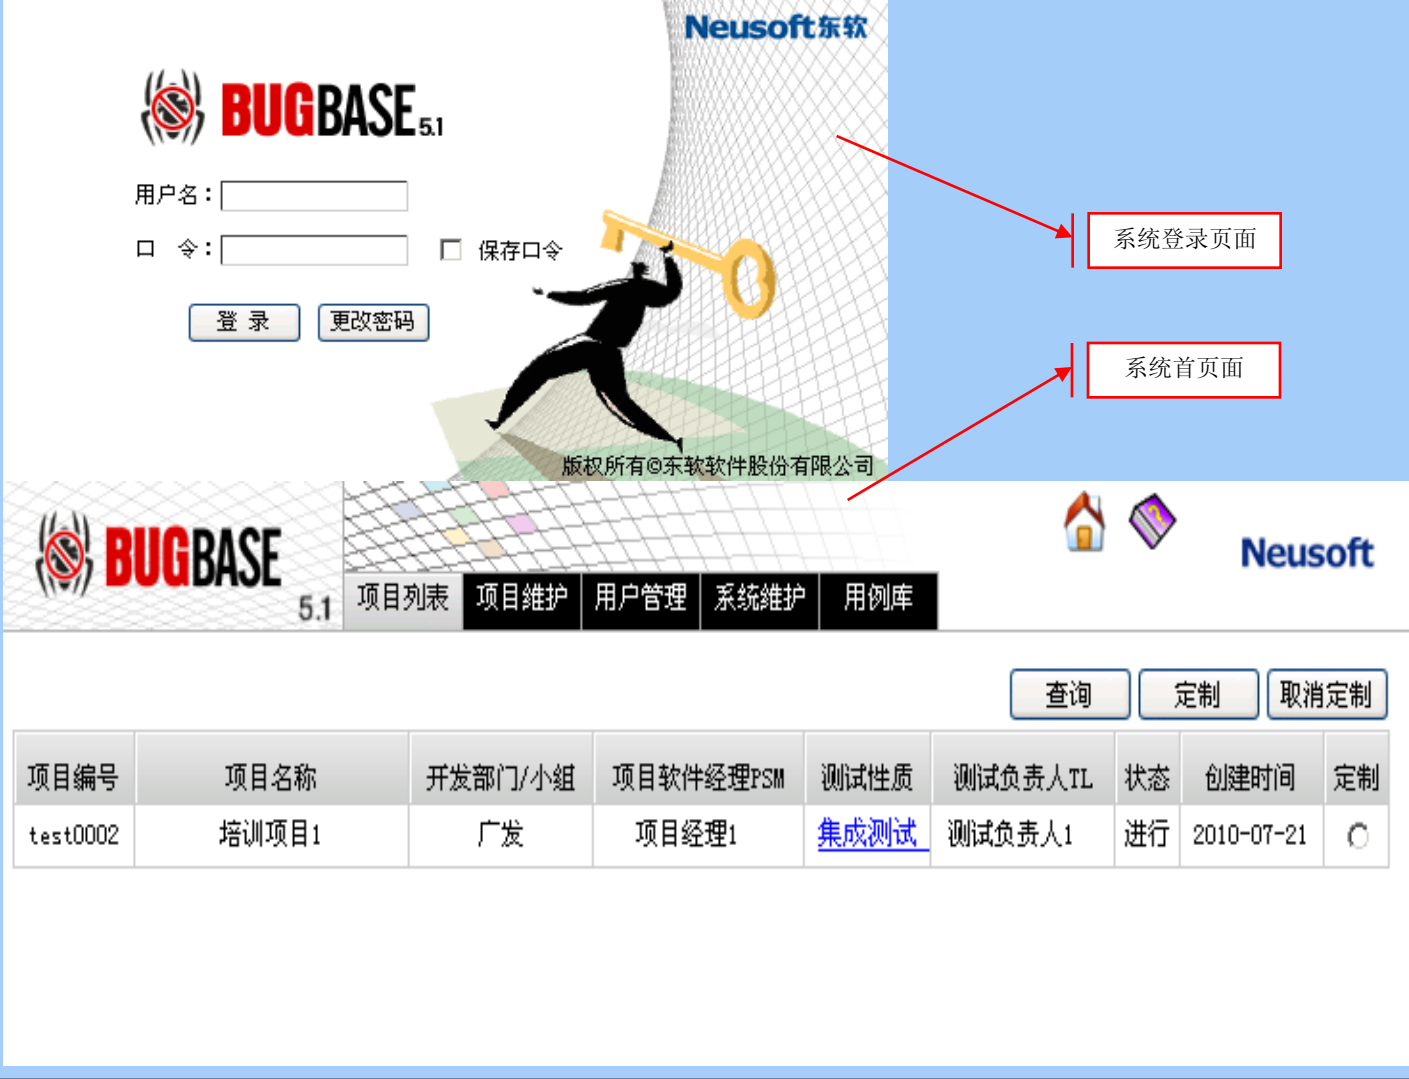 Neusoft东软
BUGBASE 5.1
用户名：
口 令：
保存口令
登 录
更改密码
系统登录页面
系统首页面
版权所有©东软软件股份有限公司
BUGBASE 5.1
Neusoft
项目列表 项目维护 用户管理 系统维护 用例库
查询 定制 取消定制
项目编号 项目名称 开发部门/小组 项目软件经理PSM 测试性质 测试负责人TL 状态 创建时间 定制
test0002 培训项目1 广发 项目经理1 集成测试 测试负责人1 进行 2010-07-21